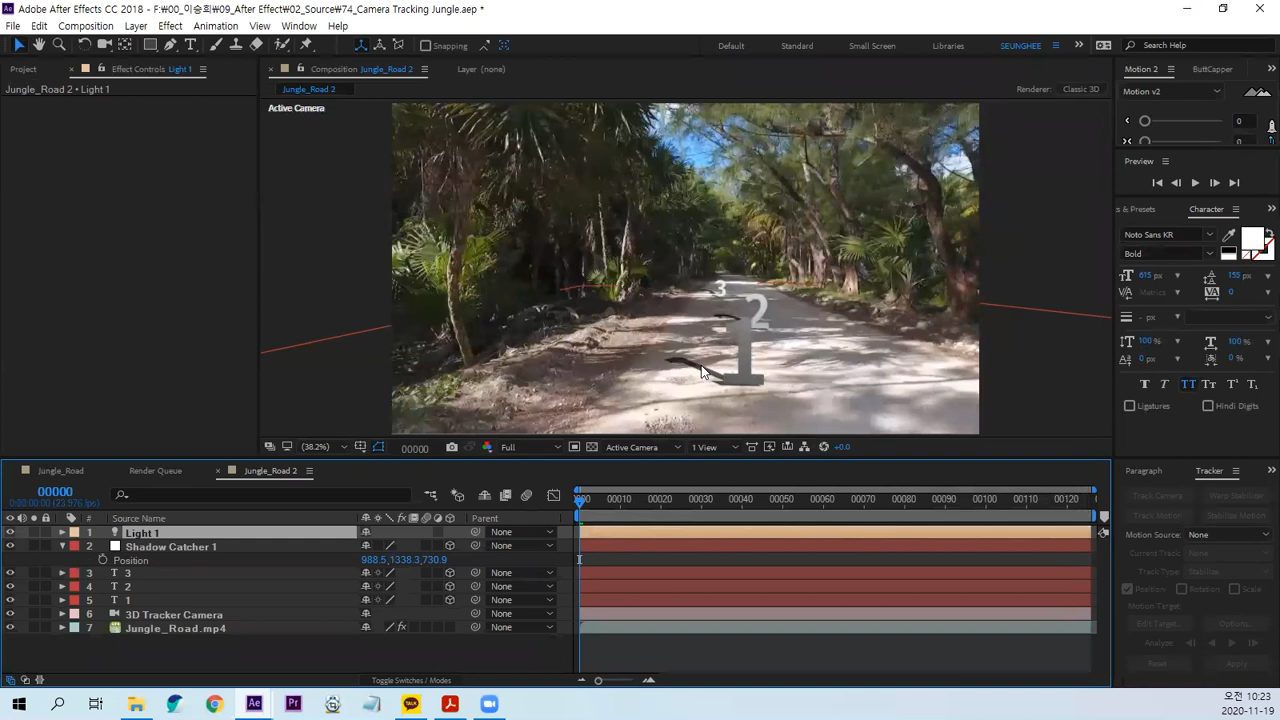 Adobe After Effects CC 2018 - F:₩00_이승희₩09_After Effect₩02_Source₩74_Camera Tracking Jungle.aep *
File Edit Composition Layer Effect Animation View Window Help
Snapping
Default Standard Small Screen Libraries SEUNGHEE Search Help
Project Effect Controls Light 1 Composition Jungle_Road 2 Layer (none) Motion 2 ButtCapper
Jungle_Road 2 • Light 1 Jungle_Road 2 Renderer: Classic 3D Motion v2
Active Camera
0
0
Preview
s & Presets Character
Noto Sans KR
Bold
615 px 155 px
Metrics 0
- px
100 % 100 %
0 px 0 %
Ligatures Hindi Digits
3
2
1
(38.2%) 00000 Full Active Camera 1 View +0.0
Jungle_Road Render Queue Jungle_Road 2 Paragraph Tracker
00000
0:00:00:00 (23.976 fps)
Track Camera Warp Stabilizer
Track Motion Stabilize Motion
00010 00020 00030 00040 00050 00060 00070 00080 00090 00100 00110 00120
# Source Name Parent
1 Light 1 None
2 Shadow Catcher 1 None
Position 988.5,1338.3,730.9
3 T 3 None
4 T 2 None
5 T 1 None
6 3D Tracker Camera None
7 Jungle_Road.mp4 None
Motion Source: None
Current Track: None
Track Type: Stabilize
Position Rotation Scale
Motion Target:
Edit Target... Options...
Analyze:
Reset Apply
Toggle Switches / Modes
오전 10:23
2020-11-19